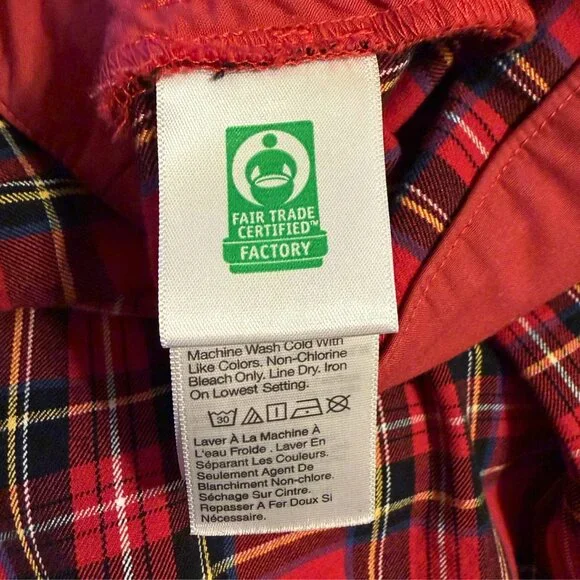 FAIR TRADE
CERTIFIED™
FACTORY
Machine Wash Cold With
Like Colors. Non-Chlorine
Bleach Only. Line Dry. Iron
On Lowest Setting.
30
Laver À La Machine À
L'eau Froide . Laver En
Séparant Les Couleurs.
Seulement Agent De
Blanchiment Non-chlore.
Séchage Sur Cintre.
Repasser A Fer Doux Si
Nécessaire.